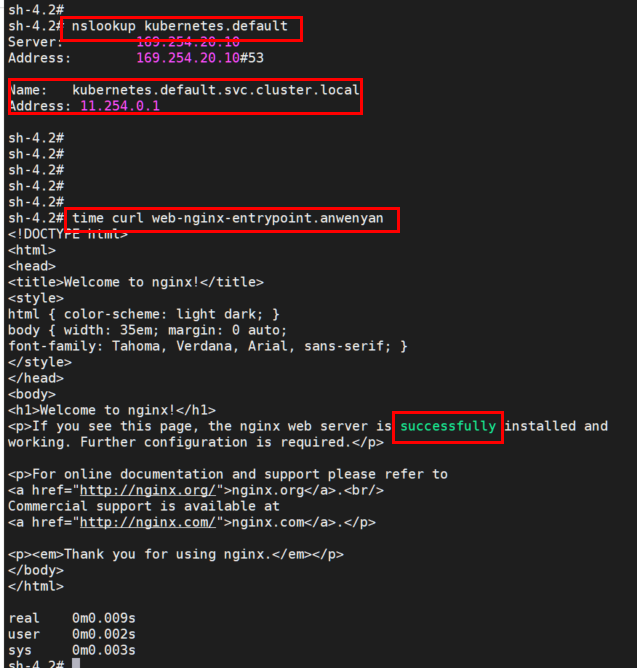 sh-4.2#
sh-4.2# nslookup kubernetes.default
Server:         169.254.20.10
Address:        169.254.20.10#53

Name:   kubernetes.default.svc.cluster.local
Address: 11.254.0.1

sh-4.2#
sh-4.2#
sh-4.2#
sh-4.2#
sh-4.2#
sh-4.2# time curl web-nginx-entrypoint.anwenyan
<!DOCTYPE html>
<html>
<head>
<title>Welcome to nginx!</title>
<style>
html { color-scheme: light dark; }
body { width: 35em; margin: 0 auto;
font-family: Tahoma, Verdana, Arial, sans-serif; }
</style>
</head>
<body>
<h1>Welcome to nginx!</h1>
<p>If you see this page, the nginx web server is successfully installed and
working. Further configuration is required.</p>

<p>For online documentation and support please refer to
<a href="http://nginx.org/">nginx.org</a>.<br/>
Commercial support is available at
<a href="http://nginx.com/">nginx.com</a>.</p>

<p><em>Thank you for using nginx.</em></p>
</body>
</html>

real    0m0.009s
user    0m0.002s
sys     0m0.003s
sh-4.2#